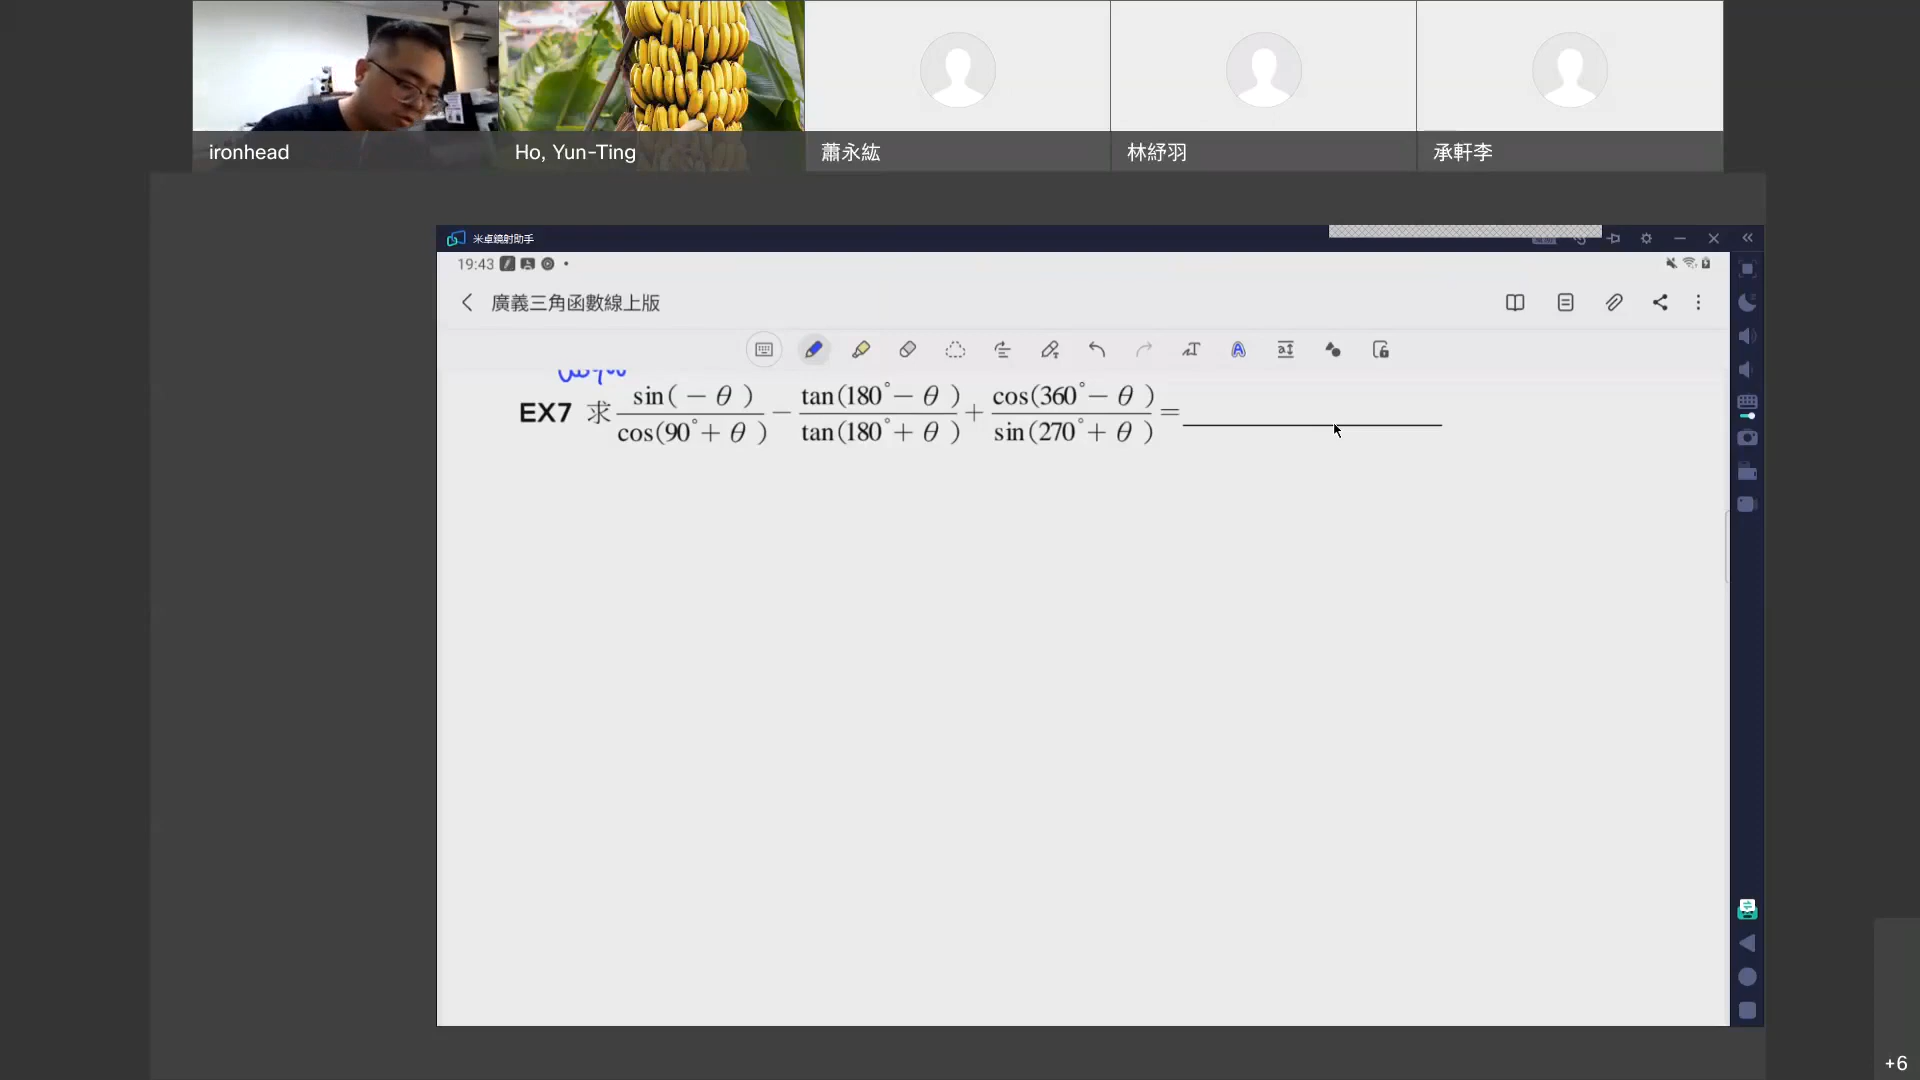 ironhead
Ho, Yun-Ting
蕭永紘
林紓羽
承軒李
米卓鏡射助手
19:43
廣義三角函數線上版
EX7 求 sin(−θ)/cos(90°+θ) − tan(180°−θ)/tan(180°+θ) + cos(360°−θ)/sin(270°+θ) = ____________
+6